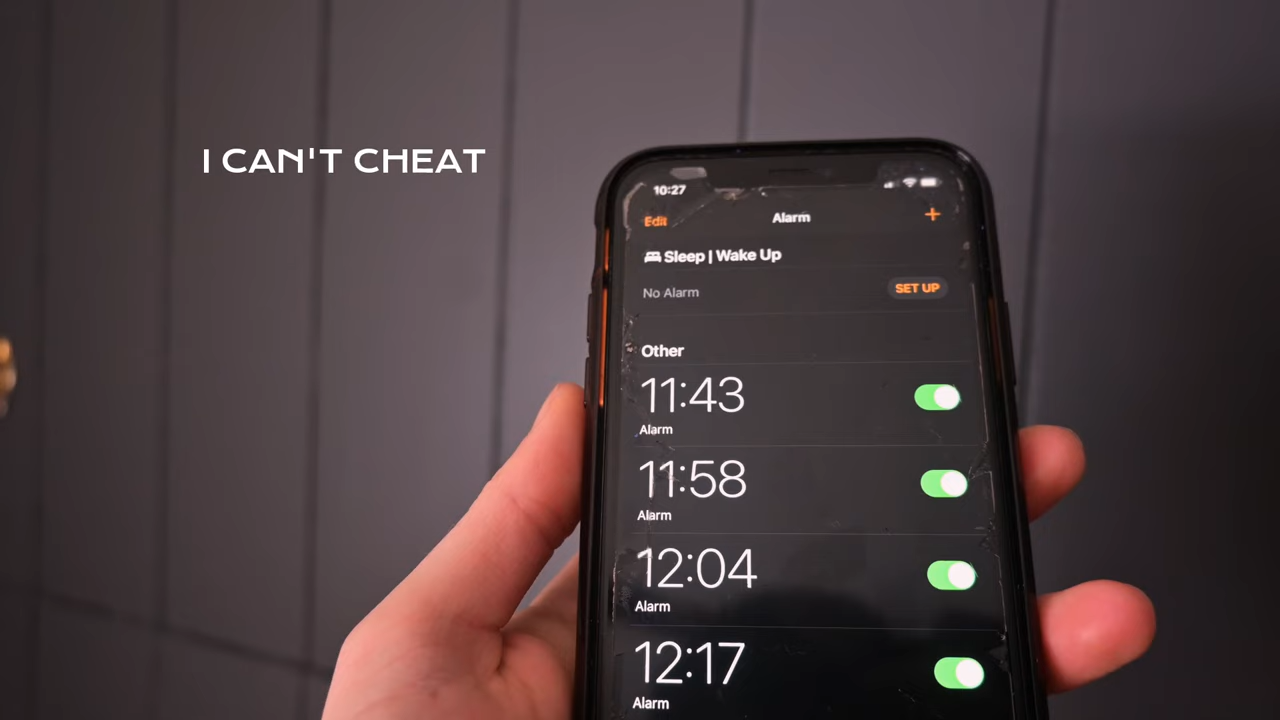 I CAN'T CHEAT
10:27
Edit Alarm +
Sleep | Wake Up
No Alarm SET UP
Other
11:43
Alarm
11:58
Alarm
12:04
Alarm
12:17
Alarm